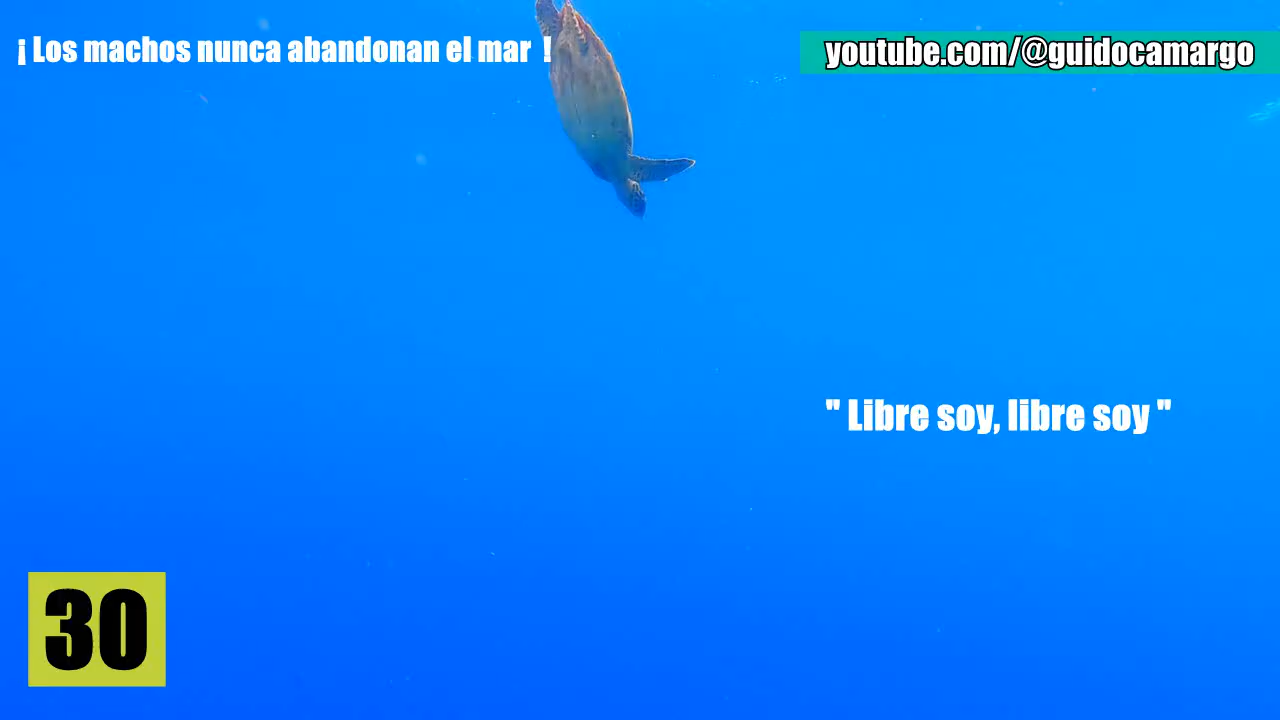 ¡ Los machos nunca abandonan el mar !
youtube.com/@guidocamargo
" Libre soy, libre soy "
30